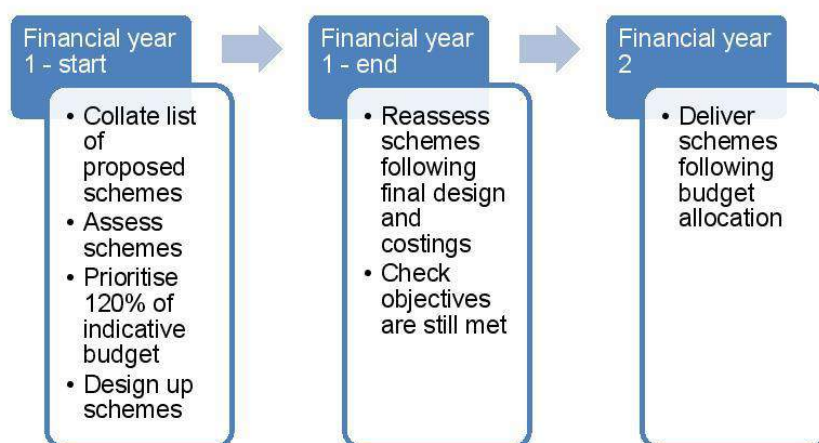 Financial year
1 - start
• Collate list
of
proposed
schemes
• Assess
schemes
• Prioritise
120% of
indicative
budget
• Design up
schemes
Financial year
1 - end
• Reassess
schemes
following
final design
and
costings
• Check
objectives
are still met
Financial year
2
• Deliver
schemes
following
budget
allocation